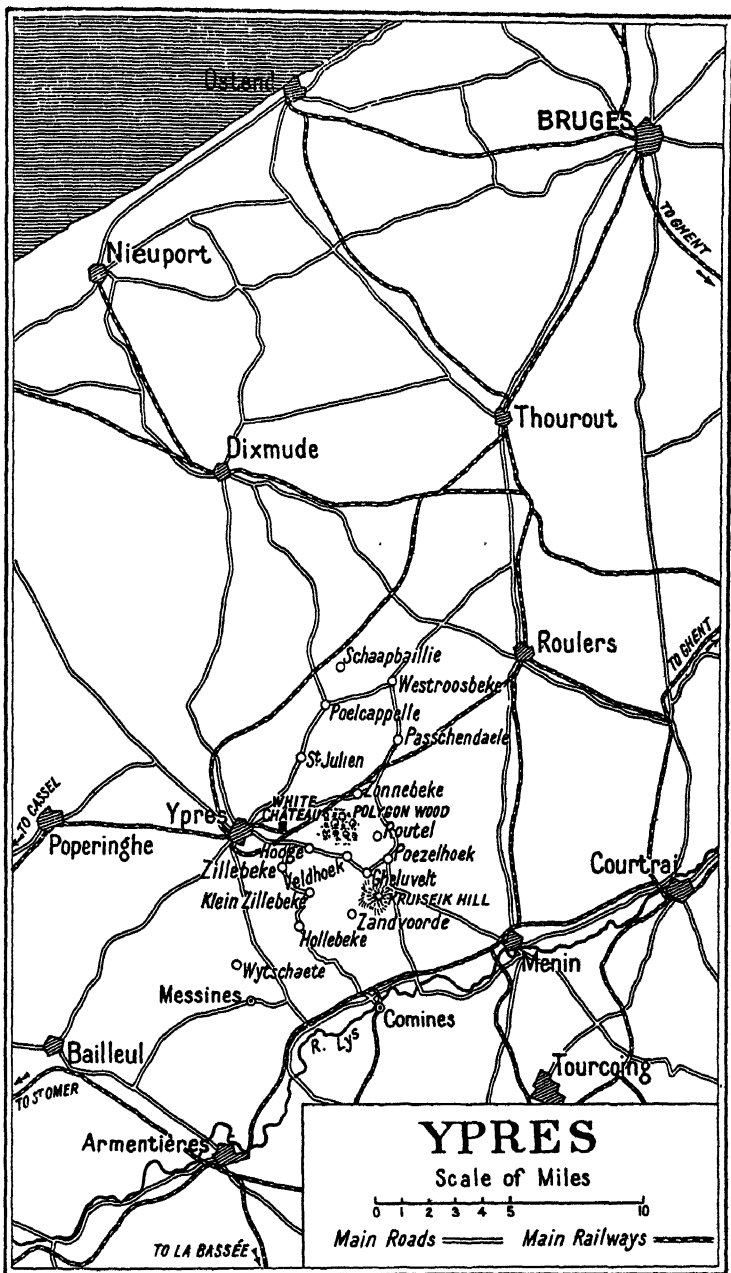 Ostend
BRUGES
TO GHENT
Nieuport
Thourout
Dixmude
Schaapbaillie
Roulers
TO GHENT
Westroosbeke
Poelcappelle
Passchendaele
St Julien
TO CASSEL
Zonnebeke
Ypres
WHITE
CHÂTEAU
POLYGON WOOD
Poperinghe
Routel
Hooge
Poezelhoek
Zillebeke
Veldhoek
Gheluvelt
Courtrai
Klein Zillebeke
KRUISEIK HILL
Zandvoorde
Hollebeke
Menin
Wytschaete
Messines
Comines
R. Lys
Bailleul
Tourcoing
TO ST OMER
Armentières
TO LA BASSÉE
YPRES
Scale of Miles
0 1 2 3 4 5 10
Main Roads Main Railways